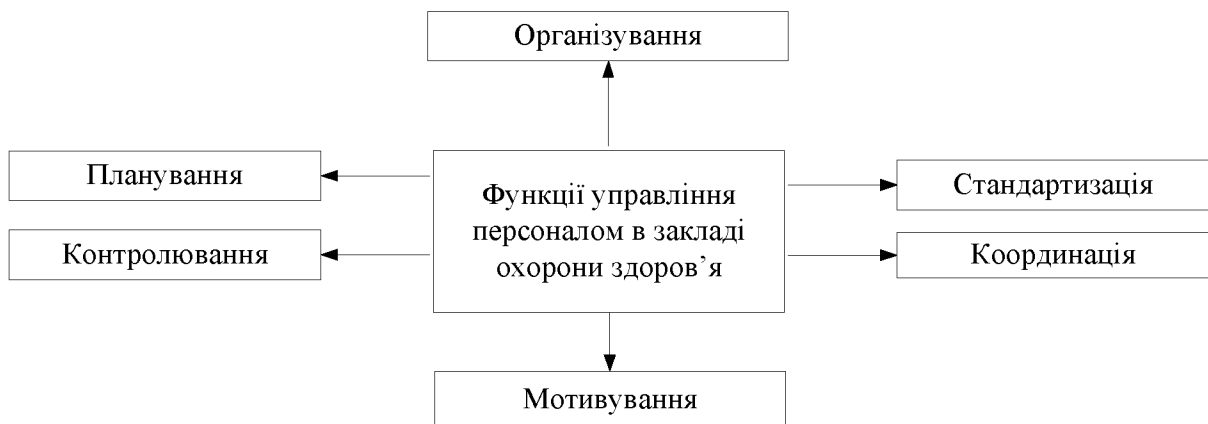 Організування
Планування
Функції управління
персоналом в закладі
охорони здоров’я
Стандартизація
Контролювання
Координація
Мотивування